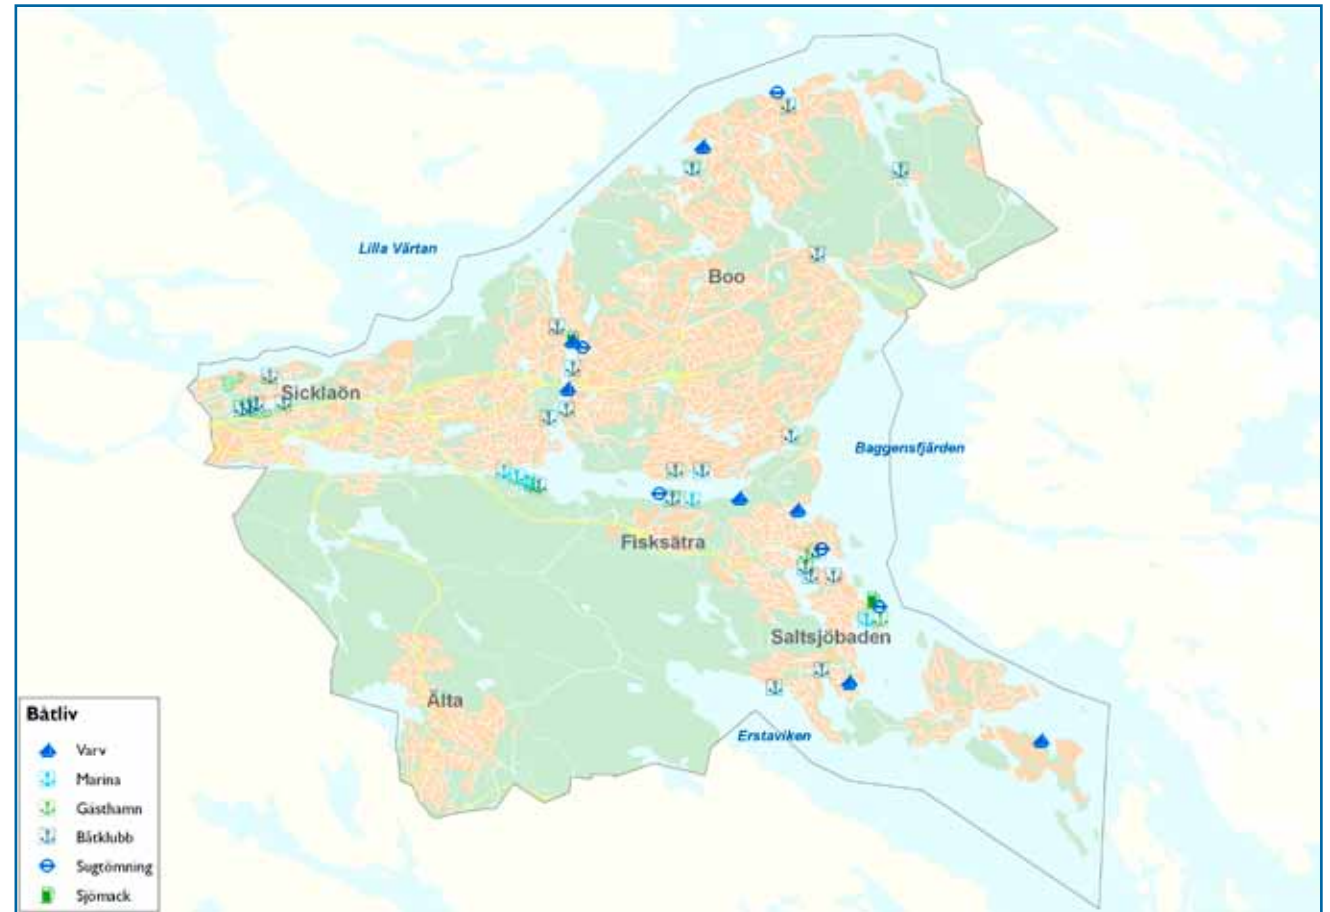 Lilla Värtan
Boo
Sicklaön
Baggensfjärden
Fisksätra
Saltsjöbaden
Älta
Erstaviken
Båtliv
Varv
Marina
Gästhamn
Båtklubb
Sugtömning
Sjömack